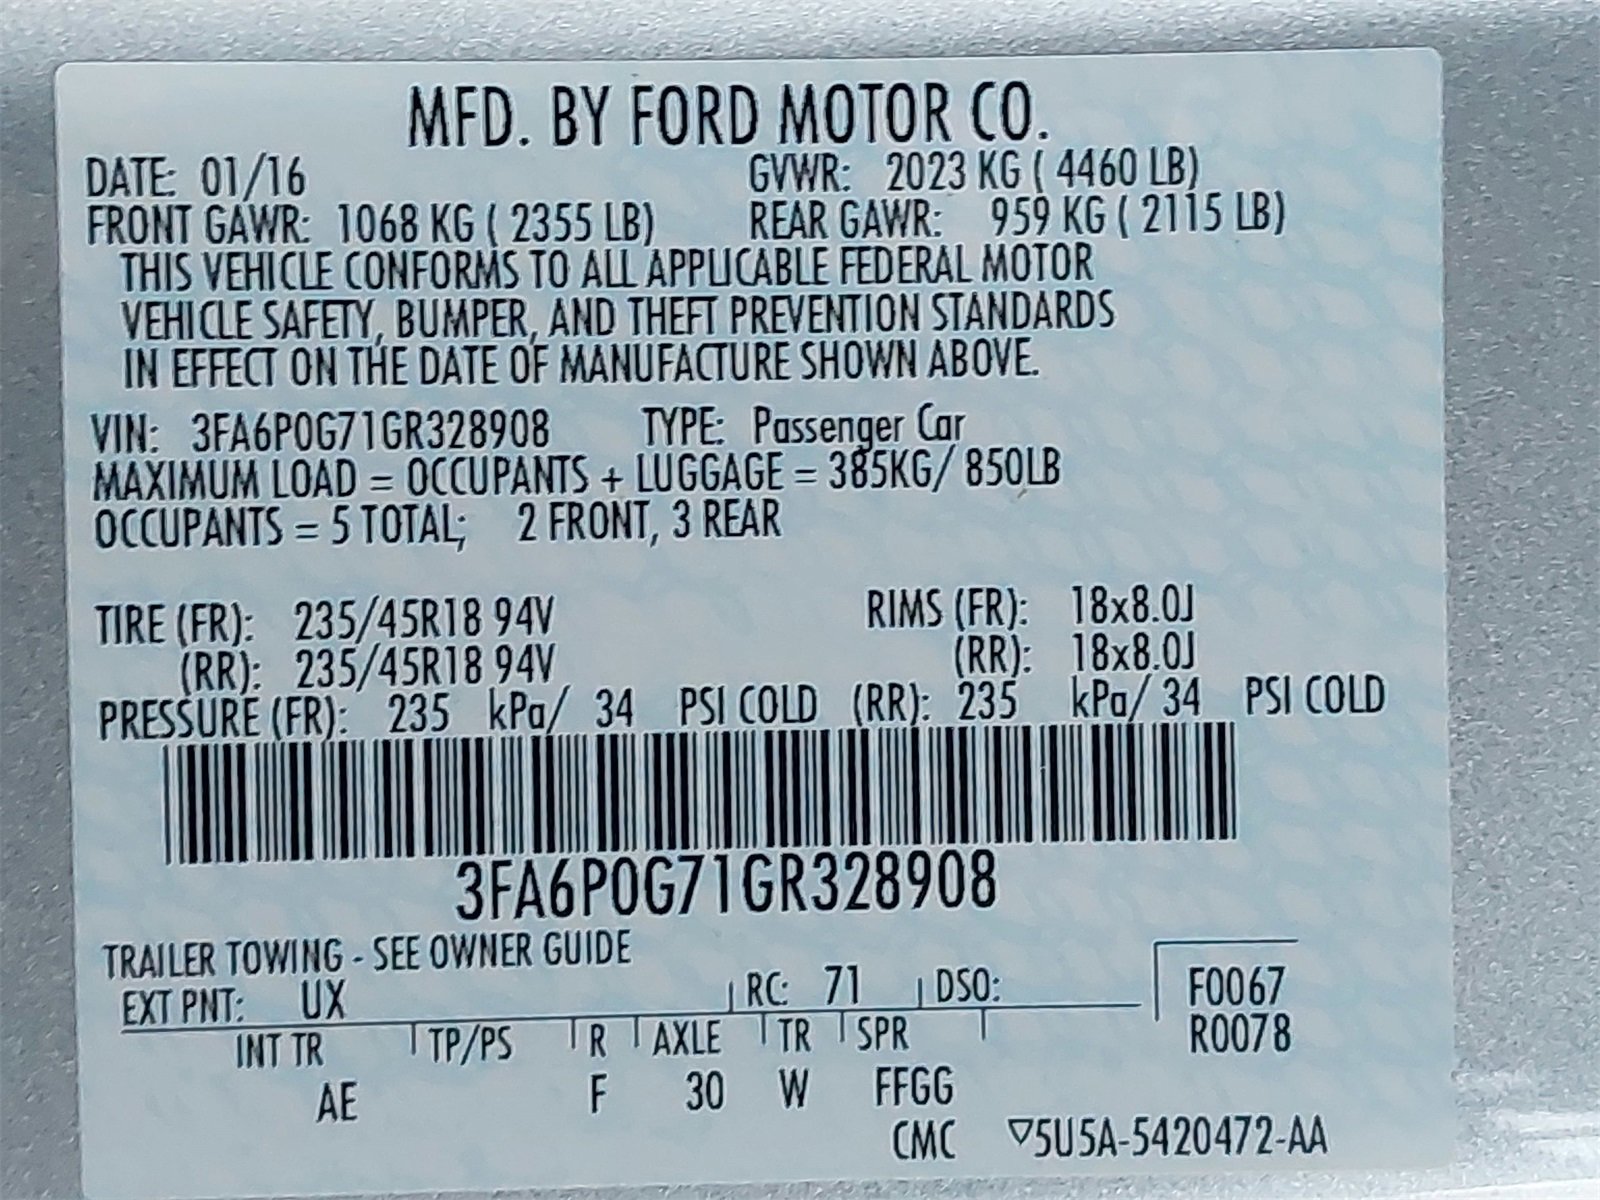 MFD. BY FORD MOTOR CO.
DATE: 01/16 GVWR: 2023 KG ( 4460 LB)
FRONT GAWR: 1068 KG ( 2355 LB) REAR GAWR: 959 KG ( 2115 LB)
THIS VEHICLE CONFORMS TO ALL APPLICABLE FEDERAL MOTOR
VEHICLE SAFETY, BUMPER, AND THEFT PREVENTION STANDARDS
IN EFFECT ON THE DATE OF MANUFACTURE SHOWN ABOVE.
VIN: 3FA6P0G71GR328908 TYPE: Passenger Car
MAXIMUM LOAD = OCCUPANTS + LUGGAGE = 385KG/ 850LB
OCCUPANTS = 5 TOTAL; 2 FRONT, 3 REAR
TIRE (FR): 235/45R18 94V RIMS (FR): 18x8.0J
(RR): 235/45R18 94V (RR): 18x8.0J
PRESSURE (FR): 235 kPa/ 34 PSI COLD (RR): 235 kPa/ 34 PSI COLD
3FA6P0G71GR328908
TRAILER TOWING - SEE OWNER GUIDE
EXT PNT: UX RC: 71 DSO: F0067
INT TR TP/PS R AXLE TR SPR R0078
AE F 30 W FFGG
CMC ▽5U5A-5420472-AA